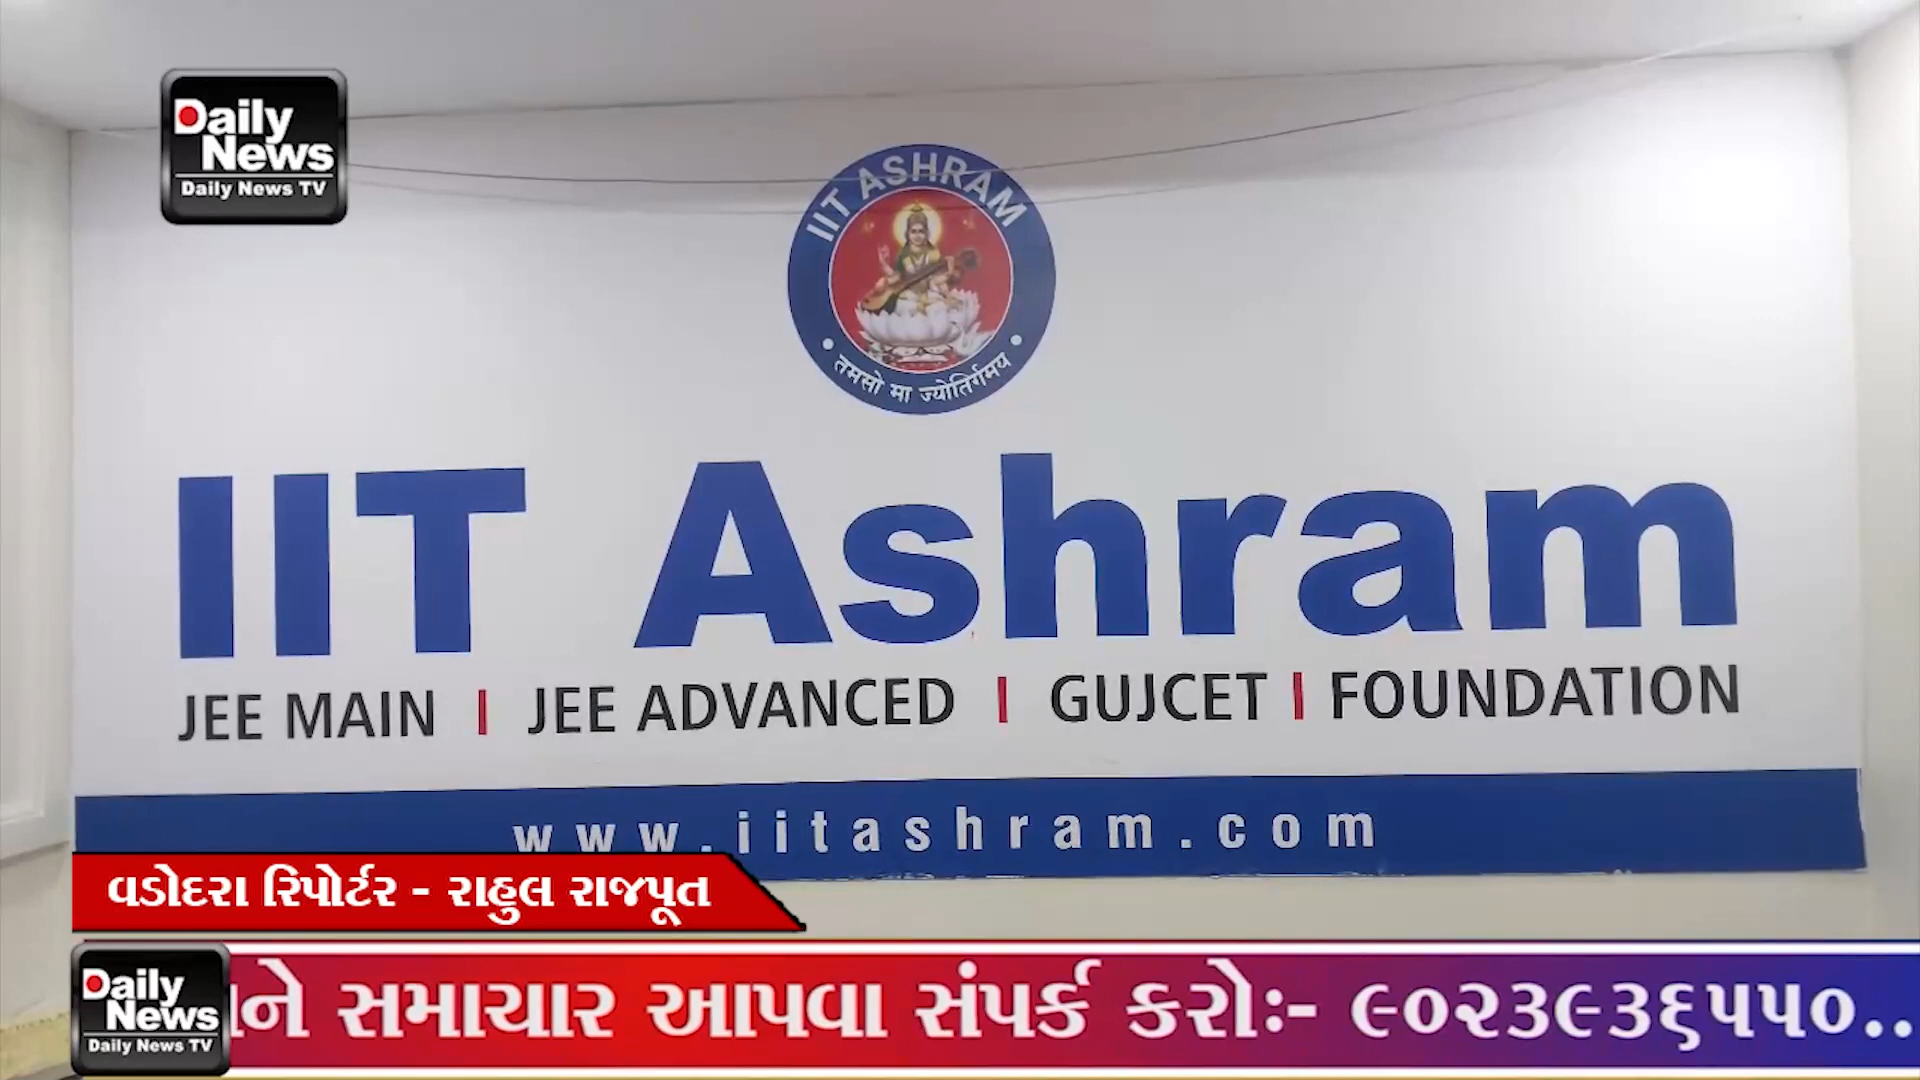 Daily
News
Daily News TV
IIT ASHRAM
तमसो मा ज्योतिर्गमय
IIT Ashram
JEE MAIN | JEE ADVANCED | GUJCET | FOUNDATION
www.iitashram.com
વડોદરા રિપોર્ટર - રાહુલ રાજપૂત
Daily
News
Daily News TV
સમાચાર આપવા સંપર્ક કરોઃ- ૯૦૨૩૯૩૬૫૫૦..